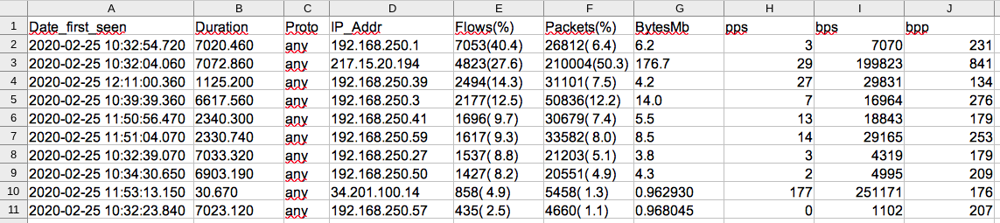 A B C D E F G H I J
1 Date_first_seen Duration Proto IP_Addr Flows(%) Packets(%) BytesMb pps bps bpp
2 2020-02-25 10:32:54.720 7020.460 any 192.168.250.1 7053(40.4) 26812( 6.4) 6.2 3 7070 231
3 2020-02-25 10:32:04.060 7072.860 any 217.15.20.194 4823(27.6) 210004(50.3) 176.7 29 199823 841
4 2020-02-25 12:11:00.360 1125.200 any 192.168.250.39 2494(14.3) 31101( 7.5) 4.2 27 29831 134
5 2020-02-25 10:39:39.360 6617.560 any 192.168.250.3 2177(12.5) 50836(12.2) 14.0 7 16964 276
6 2020-02-25 11:50:56.470 2340.300 any 192.168.250.41 1696( 9.7) 30679( 7.4) 5.5 13 18843 179
7 2020-02-25 11:51:04.070 2330.740 any 192.168.250.59 1617( 9.3) 33582( 8.0) 8.5 14 29165 253
8 2020-02-25 10:32:39.070 7033.320 any 192.168.250.27 1537( 8.8) 21203( 5.1) 3.8 3 4319 179
9 2020-02-25 10:34:30.650 6903.190 any 192.168.250.50 1427( 8.2) 20551( 4.9) 4.3 2 4995 209
10 2020-02-25 11:53:13.150 30.670 any 34.201.100.14 858( 4.9) 5458( 1.3) 0.962930 177 251171 176
11 2020-02-25 10:32:23.840 7023.120 any 192.168.250.57 435( 2.5) 4660( 1.1) 0.968045 0 1102 207